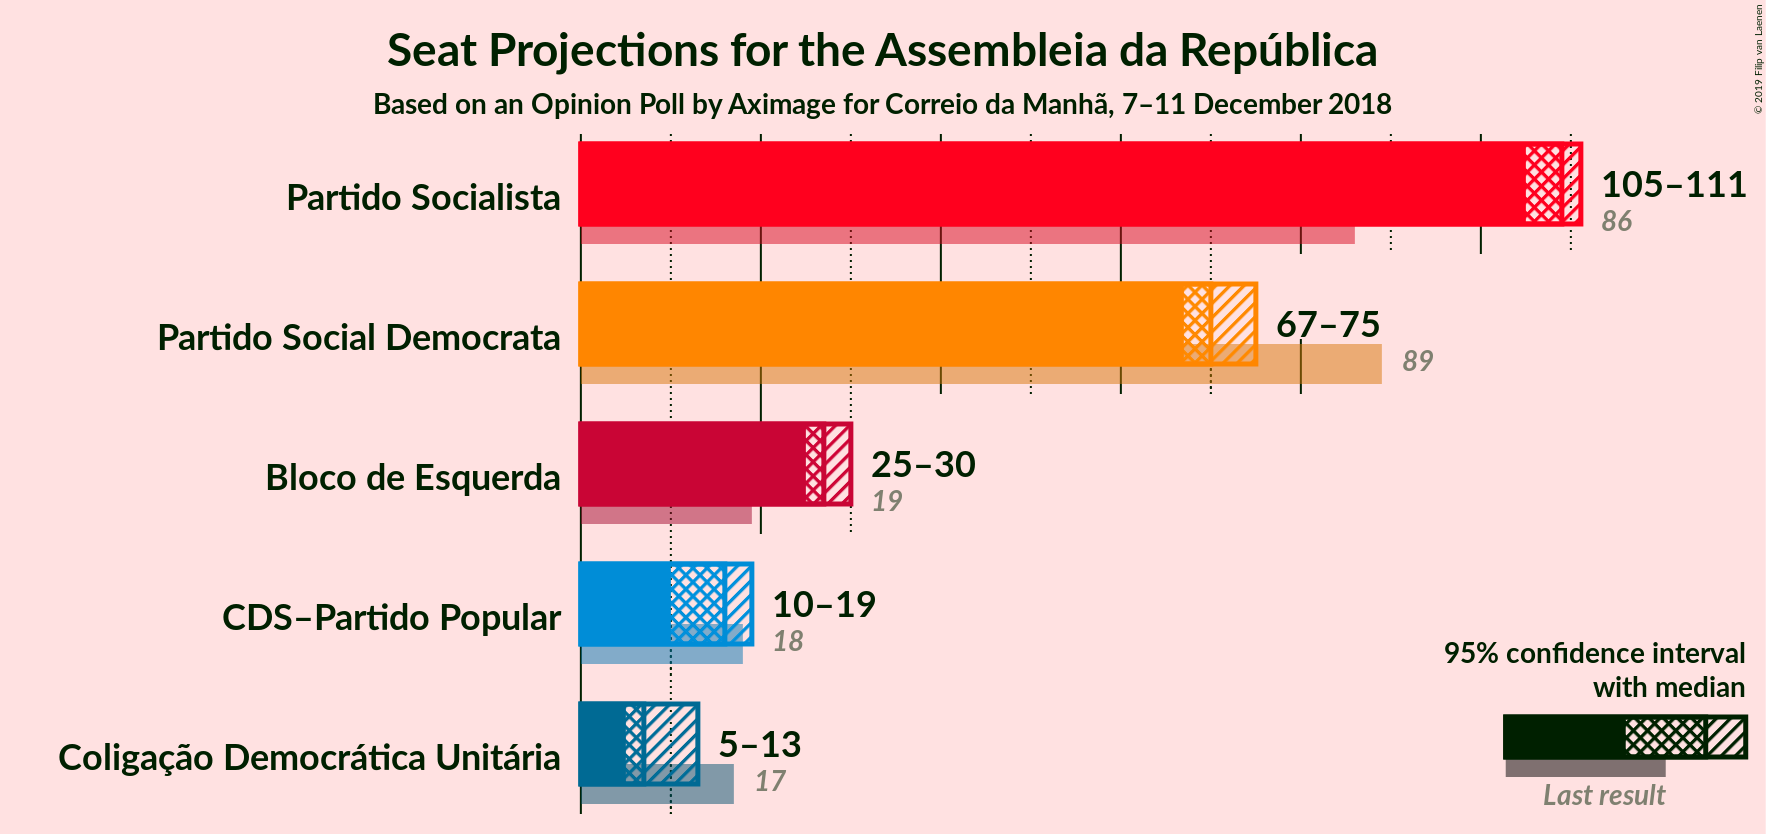 Seat Projections for the Assembleia da República
Based on an Opinion Poll by Aximage for Correio da Manhã, 7–11 December 2018
© 2019 Filip van Laenen
Partido Socialista
105–111
86
Partido Social Democrata
67–75
89
Bloco de Esquerda
25–30
19
CDS–Partido Popular
10–19
18
Coligação Democrática Unitária
5–13
17
95% confidence interval
with median
Last result